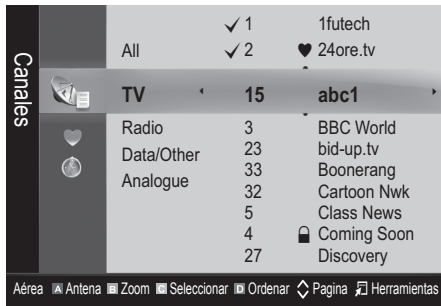 Canales
✓ 1 1futech
All ✓ 2 ♥ 24ore.tv
TV 15 abc1
Radio 3 BBC World
Data/Other 23 bid-up.tv
Analogue 33 Boonerang
32 Cartoon Nwk
5 Class News
4 Coming Soon
27 Discovery
Aérea A Antena B Zoom C Seleccionar D Ordenar Pagina Herramientas